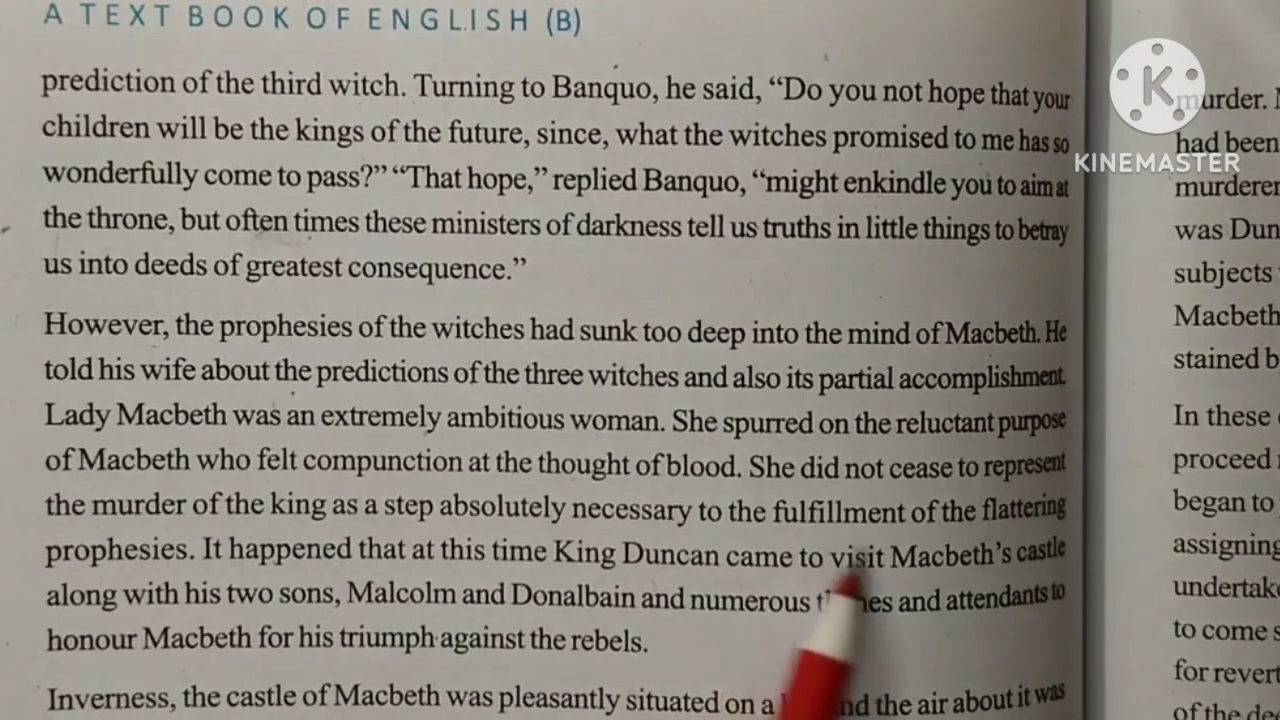 A TEXT BOOK OF ENGLISH (B)
prediction of the third witch. Turning to Banquo, he said, “Do you not hope that your
children will be the kings of the future, since, what the witches promised to me has so
wonderfully come to pass?” “That hope,” replied Banquo, “might enkindle you to aim at
the throne, but often times these ministers of darkness tell us truths in little things to betray
us into deeds of greatest consequence.”
However, the prophesies of the witches had sunk too deep into the mind of Macbeth. He
told his wife about the predictions of the three witches and also its partial accomplishment.
Lady Macbeth was an extremely ambitious woman. She spurred on the reluctant purpose
of Macbeth who felt compunction at the thought of blood. She did not cease to represent
the murder of the king as a step absolutely necessary to the fulfillment of the flattering
prophesies. It happened that at this time King Duncan came to visit Macbeth’s castle
along with his two sons, Malcolm and Donalbain and numerous and attendants to
honour Macbeth for his triumph against the rebels.
Inverness, the castle of Macbeth was pleasantly situated on a the air about it was
K
KINEMASTER
murder.
had been
was
subjects
Macbeth
stained
In these
proceed
began to
to come
for
of the